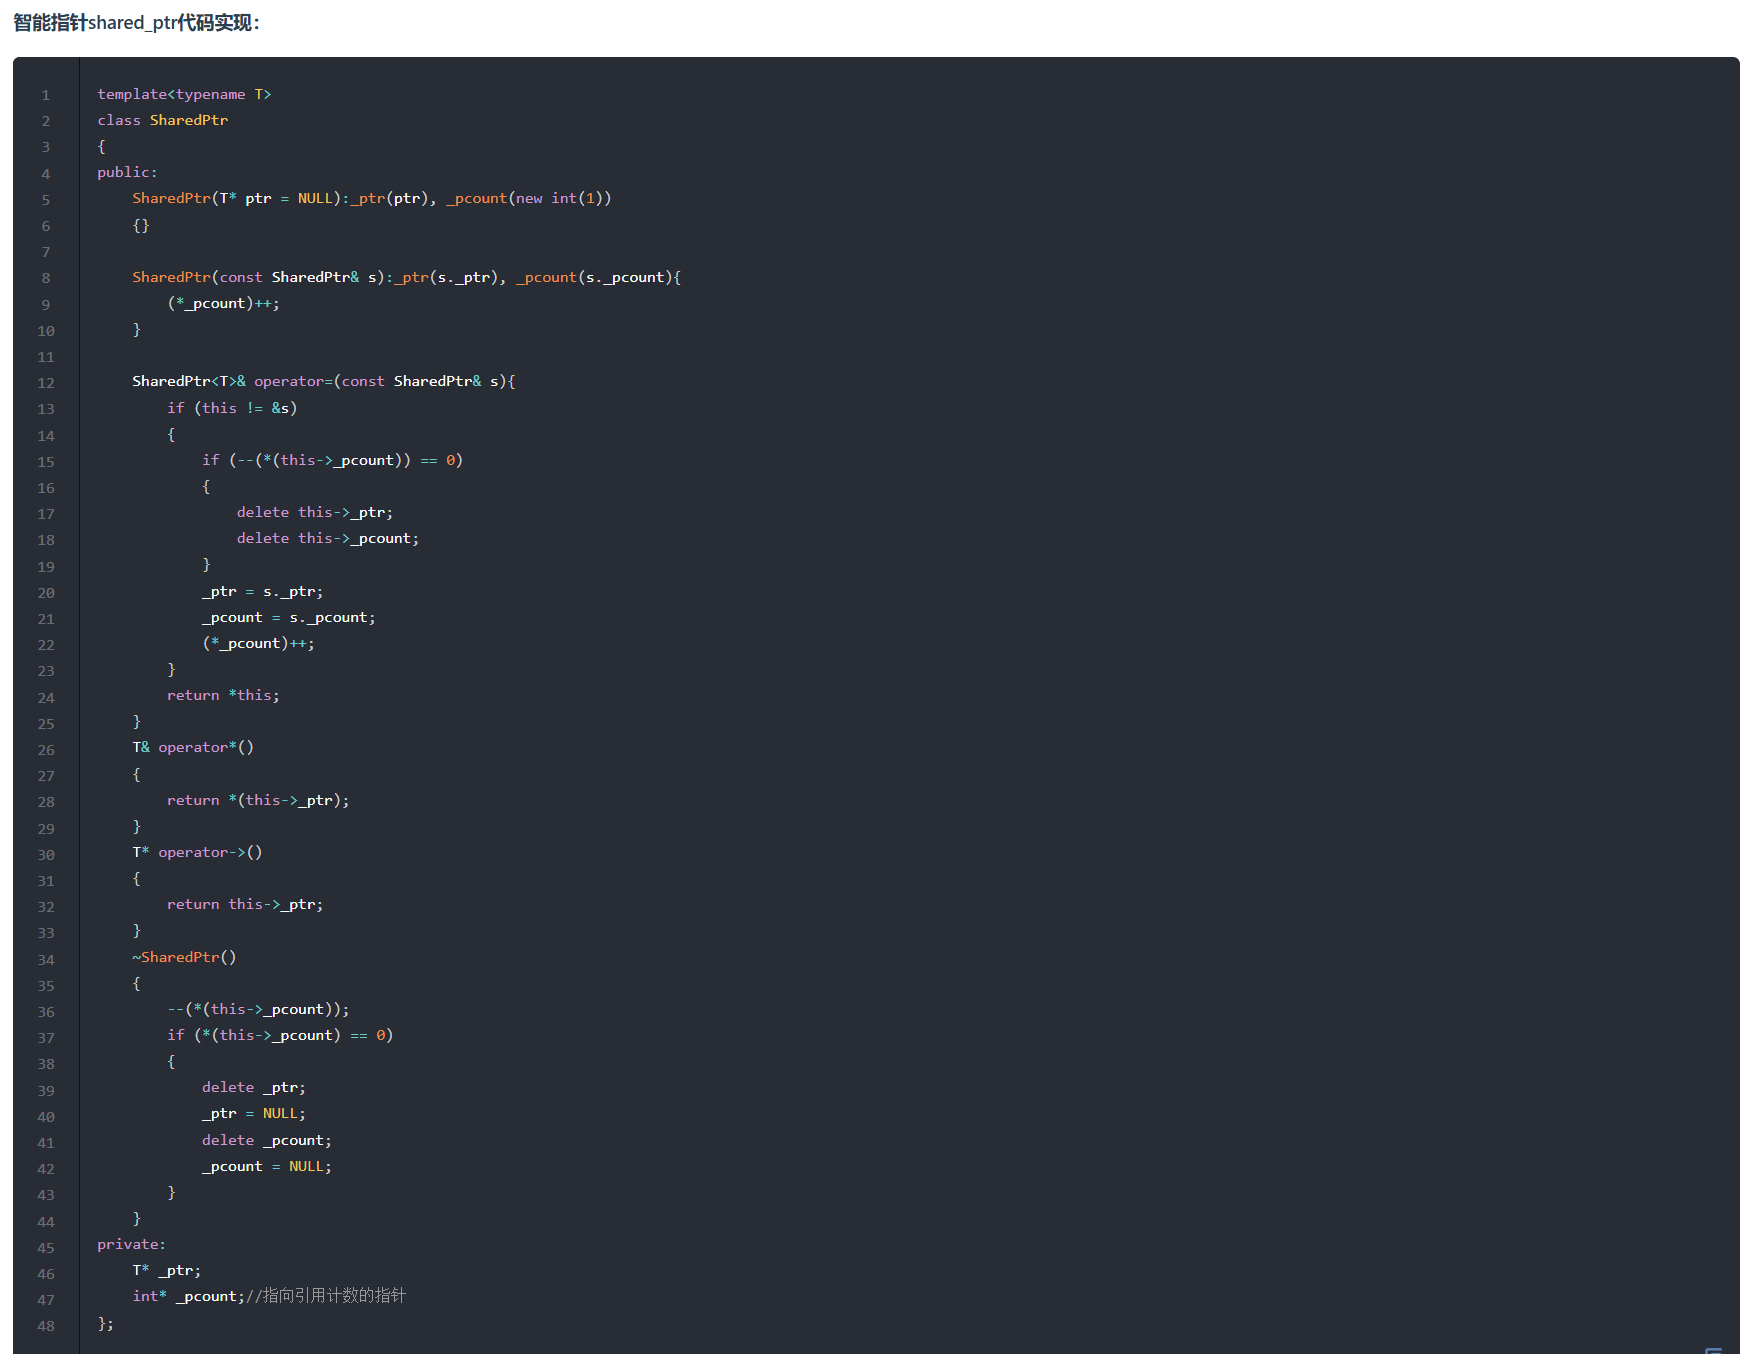 智能指针shared_ptr代码实现：
1 template<typename T>
2 class SharedPtr
3 {
4 public:
5     SharedPtr(T* ptr = NULL):_ptr(ptr), _pcount(new int(1))
6     {}
7
8     SharedPtr(const SharedPtr& s):_ptr(s._ptr), _pcount(s._pcount){
9         (*_pcount)++;
10     }
11
12     SharedPtr<T>& operator=(const SharedPtr& s){
13         if (this != &s)
14         {
15             if (--(*(this->_pcount)) == 0)
16             {
17                 delete this->_ptr;
18                 delete this->_pcount;
19             }
20             _ptr = s._ptr;
21             _pcount = s._pcount;
22             (*_pcount)++;
23         }
24         return *this;
25     }
26     T& operator*()
27     {
28         return *(this->_ptr);
29     }
30     T* operator->()
31     {
32         return this->_ptr;
33     }
34     ~SharedPtr()
35     {
36         --(*(this->_pcount));
37         if (*(this->_pcount) == 0)
38         {
39             delete _ptr;
40             _ptr = NULL;
41             delete _pcount;
42             _pcount = NULL;
43         }
44     }
45 private:
46     T* _ptr;
47     int* _pcount;//指向引用计数的指针
48 };